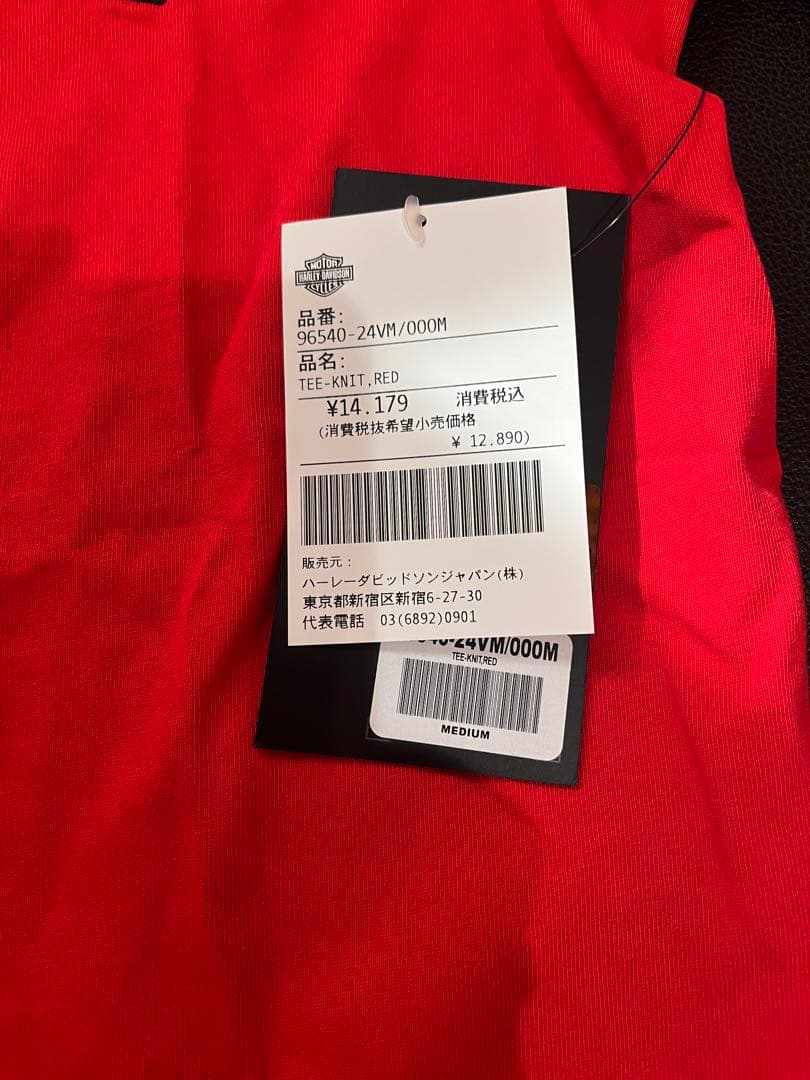 MOTOR
HARLEY-DAVIDSON
CYCLES
品番:
96540-24VM/000M
品名:
TEE-KNIT,RED
¥14.179 消費税込
(消費税抜希望小売価格
¥ 12.890)
販売元:
ハーレーダビッドソンジャパン(株)
東京都新宿区新宿6-27-30
代表電話 03(6892)0901
40-24VM/000M
TEE-KNIT,RED
MEDIUM